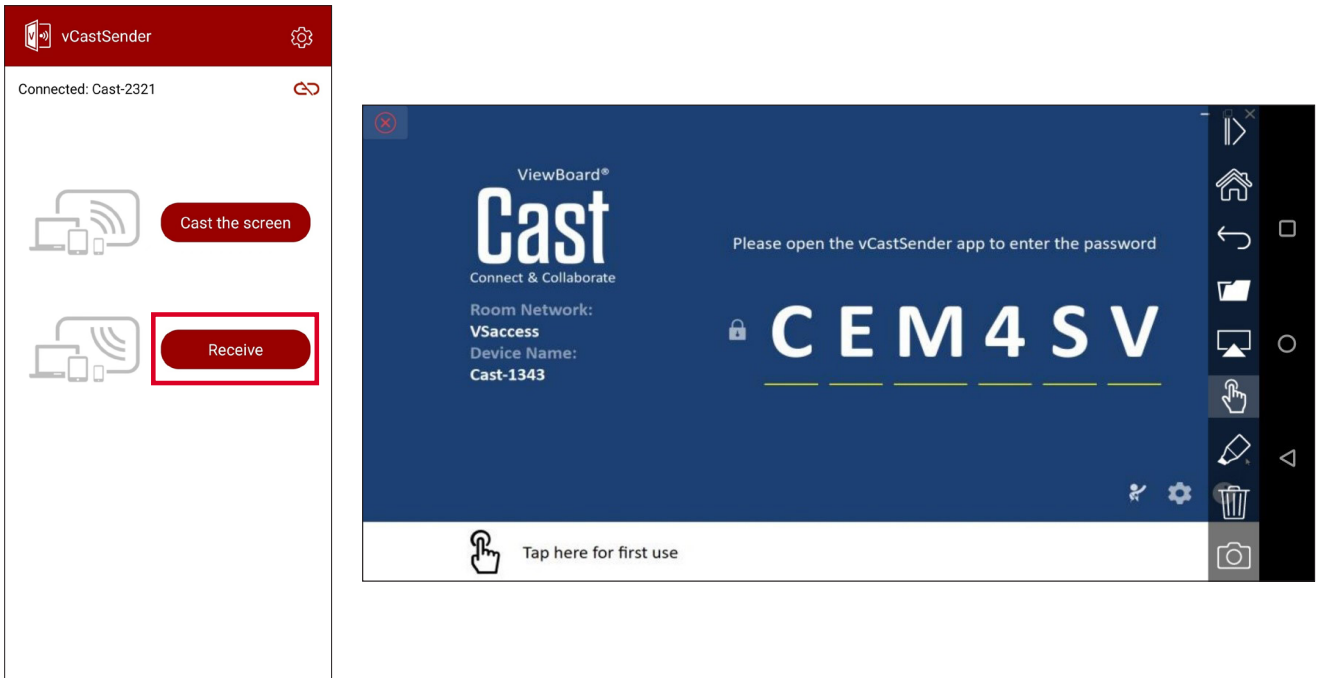 vCastSender
Connected: Cast-2321
Cast the screen
Receive
ViewBoard®
Cast
Connect & Collaborate
Room Network:
VSaccess
Device Name:
Cast-1343
Please open the vCastSender app to enter the password
C E M 4 S V
Tap here for first use